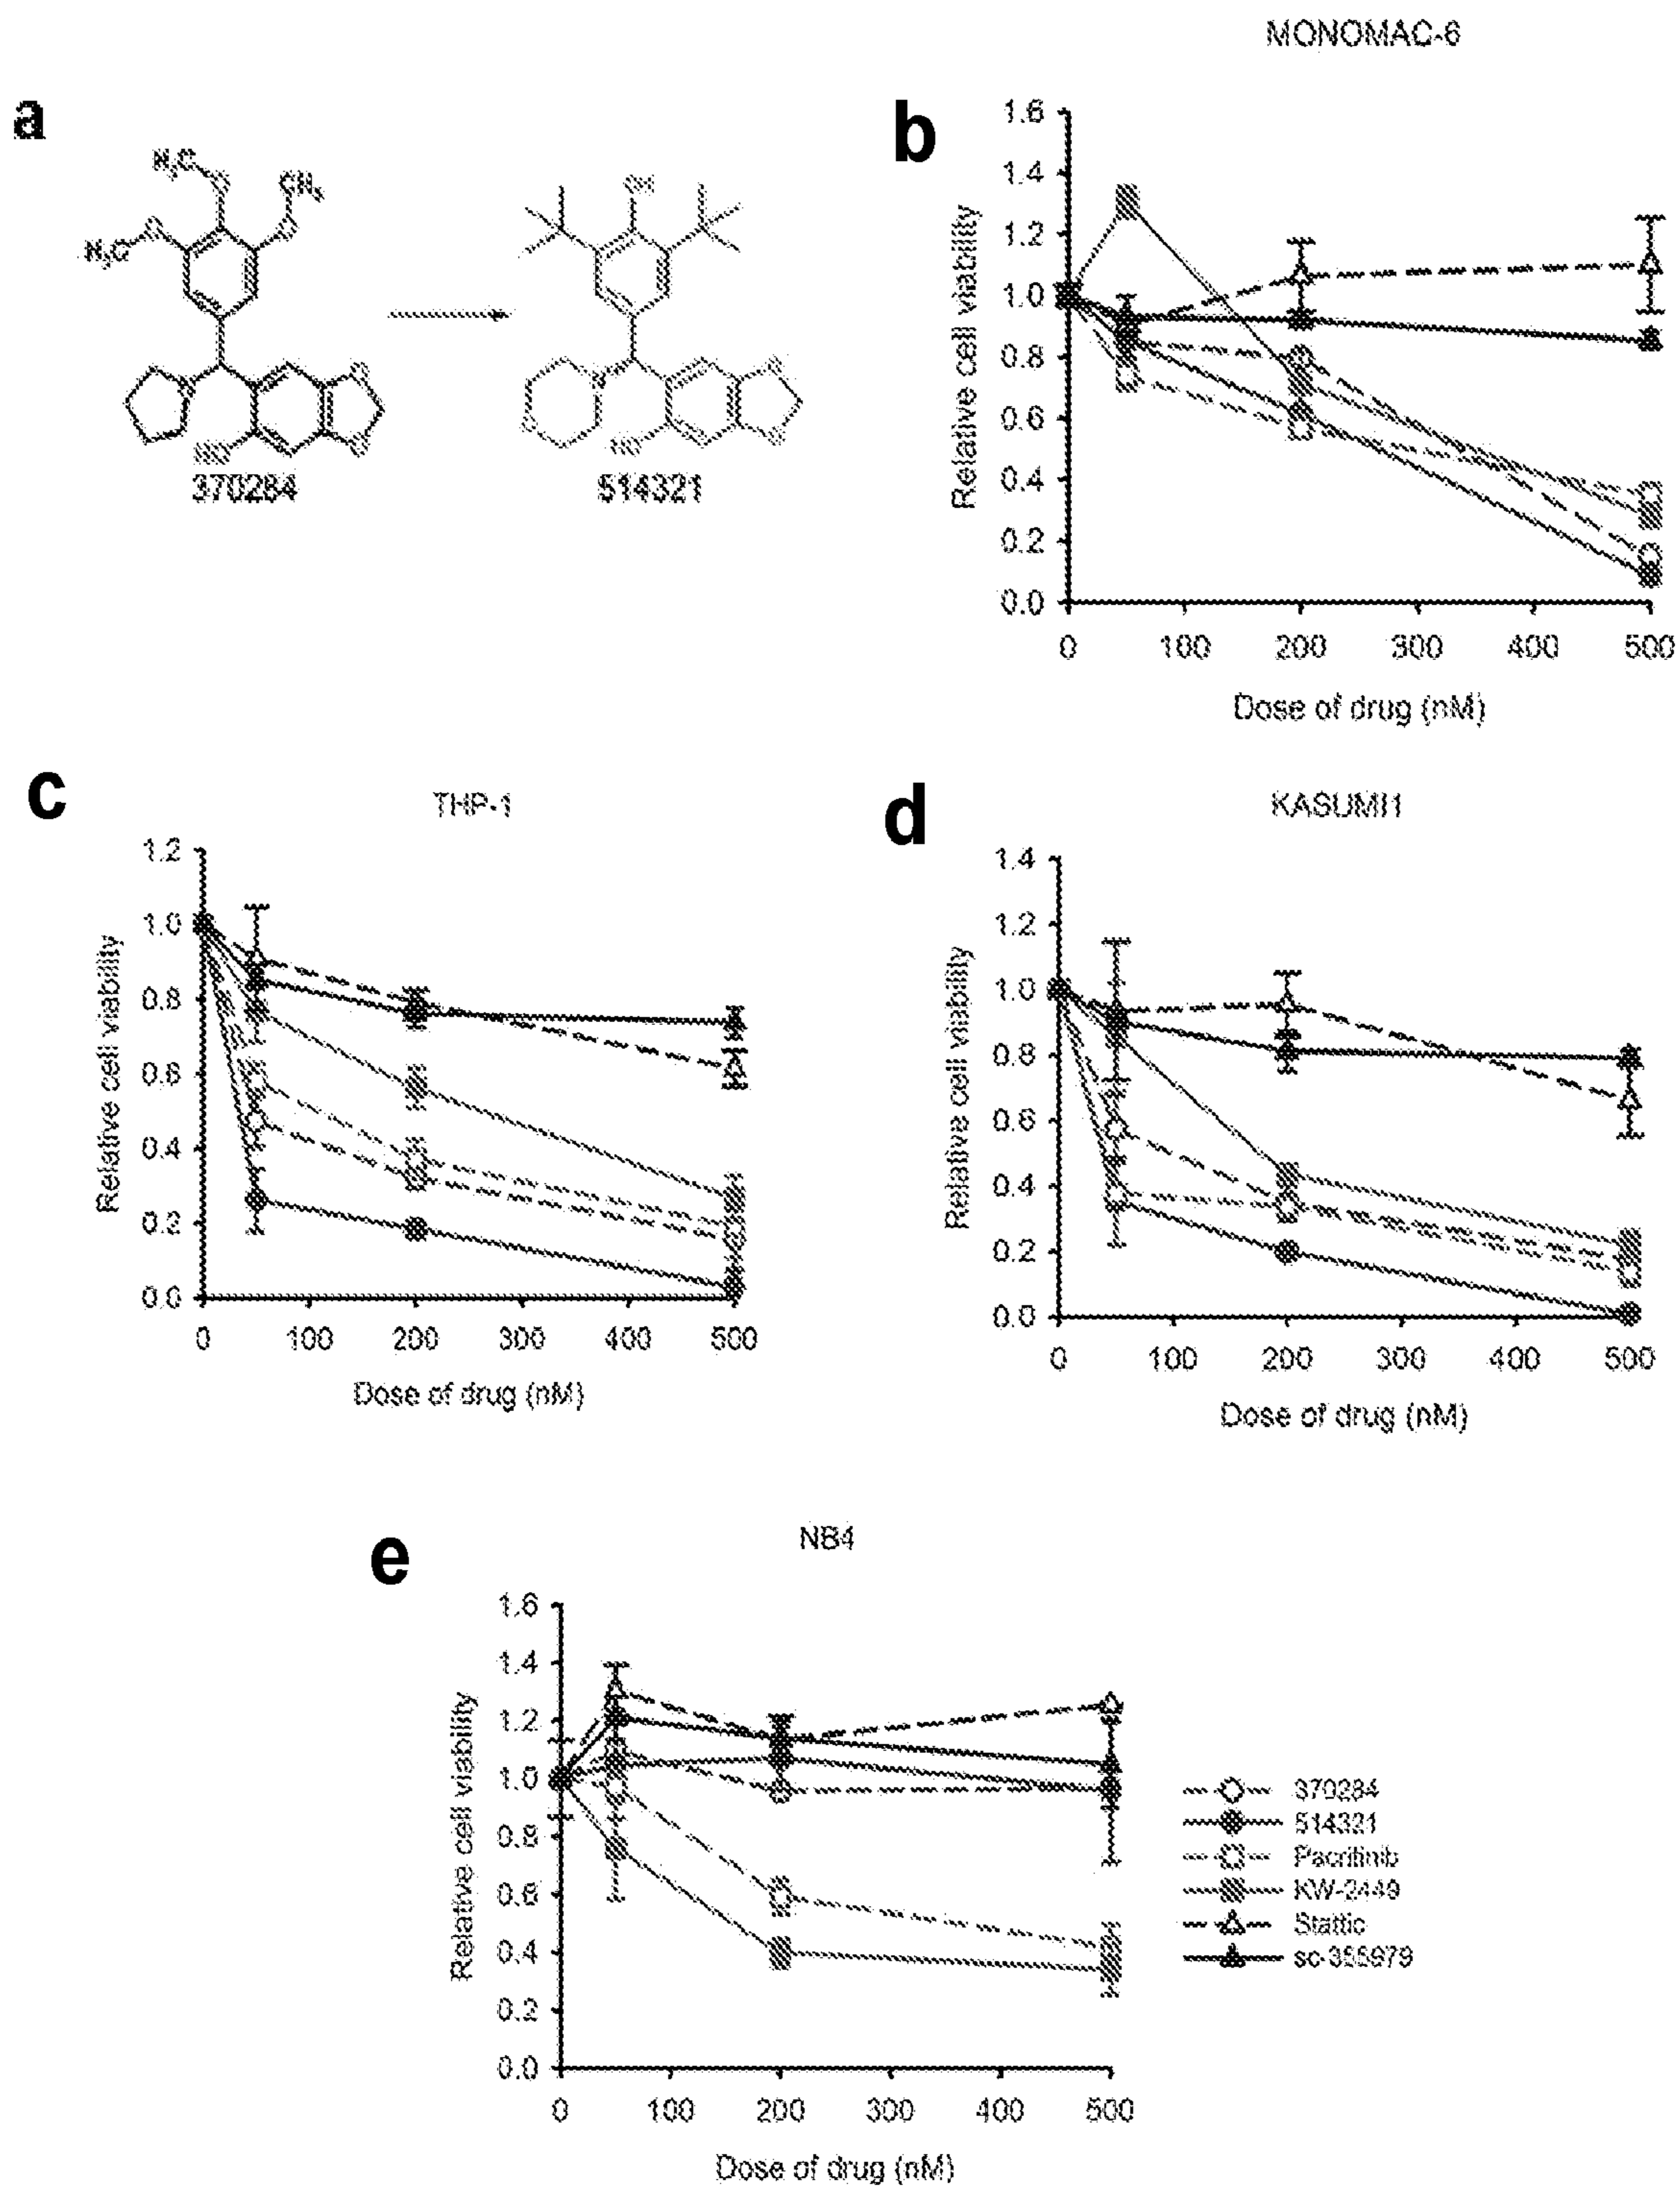 a
H₃C
O
CH₃
O
O
H₃C
N
O
O
HO
370284
OH
N
O
O
O
HO
514321
b
MONOMAC-6
Relative cell viability
1.6
1.4
1.2
1.0
0.8
0.6
0.4
0.2
0.0
0 100 200 300 400 500
Dose of drug (nM)
c
THP-1
Relative cell viability
1.2
1.0
0.8
0.6
0.4
0.2
0.0
0 100 200 300 400 500
Dose of drug (nM)
d
KASUMI1
Relative cell viability
1.4
1.2
1.0
0.8
0.6
0.4
0.2
0.0
0 100 200 300 400 500
Dose of drug (nM)
e
NB4
Relative cell viability
1.6
1.4
1.2
1.0
0.8
0.6
0.4
0.2
0.0
0 100 200 300 400 500
Dose of drug (nM)
370284
514321
Pacritinib
KW-2449
Stattic
sc-355979